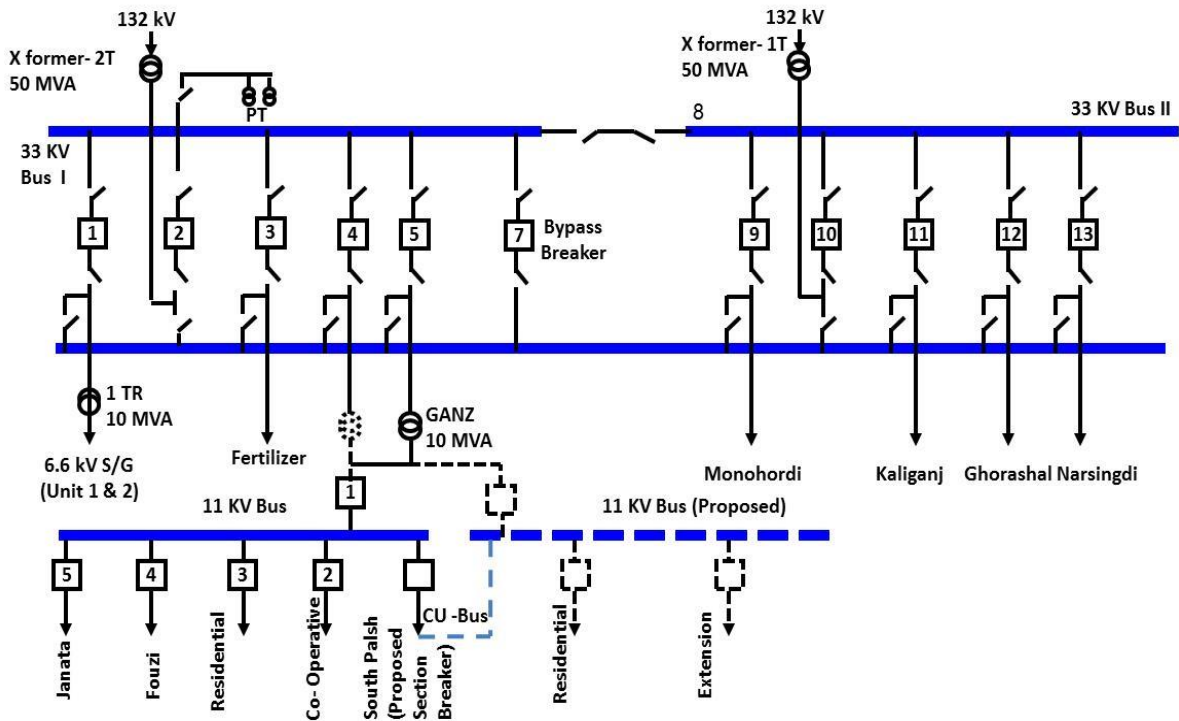 132 kV
X former- 2T
50 MVA
PT
132 kV
X former- 1T
50 MVA
8
33 KV Bus II
33 KV
Bus I
1
2
3
4
5
7
Bypass
Breaker
9
10
11
12
13
1 TR
10 MVA
6.6 kV S/G
(Unit 1 & 2)
Fertilizer
GANZ
10 MVA
Monohordi
Kaliganj
Ghorashal
Narsingdi
1
11 KV Bus
11 KV Bus (Proposed)
5
4
3
2
CU -Bus
Janata
Fouzi
Residential
Co- Operative
South Palsh
(Proposed
Section
Breaker)
Residential
Extension